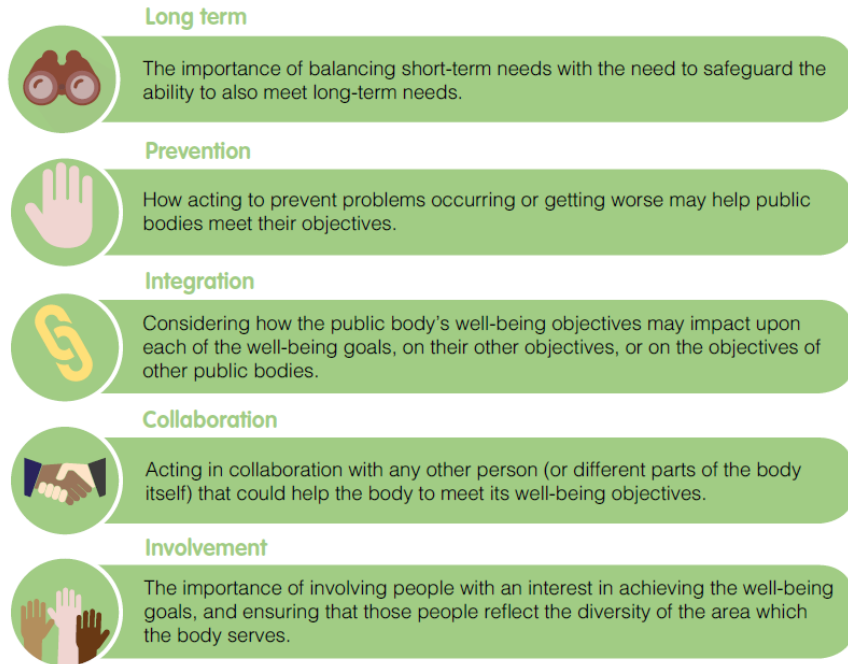 Long term
The importance of balancing short-term needs with the need to safeguard the
ability to also meet long-term needs.
Prevention
How acting to prevent problems occurring or getting worse may help public
bodies meet their objectives.
Integration
Considering how the public body's well-being objectives may impact upon
each of the well-being goals, on their other objectives, or on the objectives of
other public bodies.
Collaboration
Acting in collaboration with any other person (or different parts of the body
itself) that could help the body to meet its well-being objectives.
Involvement
The importance of involving people with an interest in achieving the well-being
goals, and ensuring that those people reflect the diversity of the area which
the body serves.